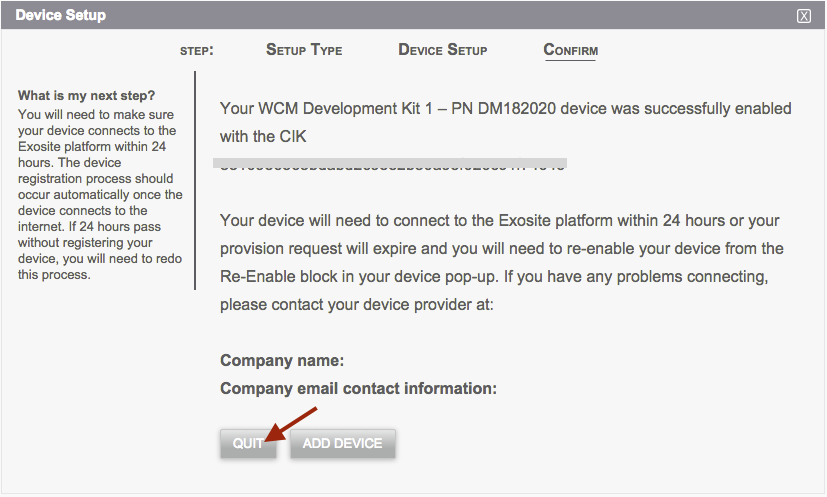 Device Setup
X
STEP: SETUP TYPE DEVICE SETUP CONFIRM
What is my next step?
You will need to make sure
your device connects to the
Exosite platform within 24
hours. The device
registration process should
occur automatically once the
device connects to the
internet. If 24 hours pass
without registering your
device, you will need to redo
this process.
Your WCM Development Kit 1 – PN DM182020 device was successfully enabled
with the CIK
Your device will need to connect to the Exosite platform within 24 hours or your
provision request will expire and you will need to re-enable your device from the
Re-Enable block in your device pop-up. If you have any problems connecting,
please contact your device provider at:
Company name:
Company email contact information:
QUIT ADD DEVICE